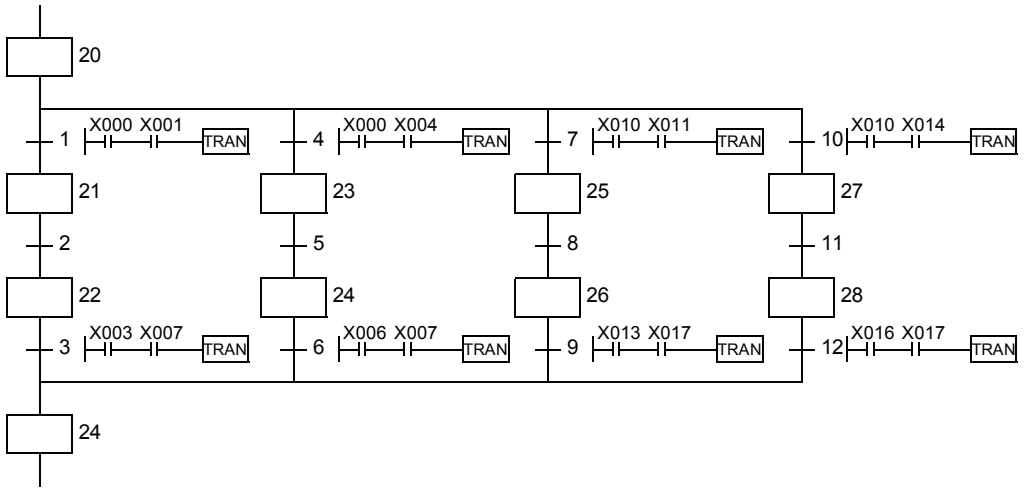 20
X000 X001 X000 X004 X010 X011 X010 X014
1 TRAN 4 TRAN 7 TRAN 10 TRAN
21 23 25 27
2 5 8 11
22 24 26 28
X003 X007 X006 X007 X013 X017 X016 X017
3 TRAN 6 TRAN 9 TRAN 12 TRAN
24